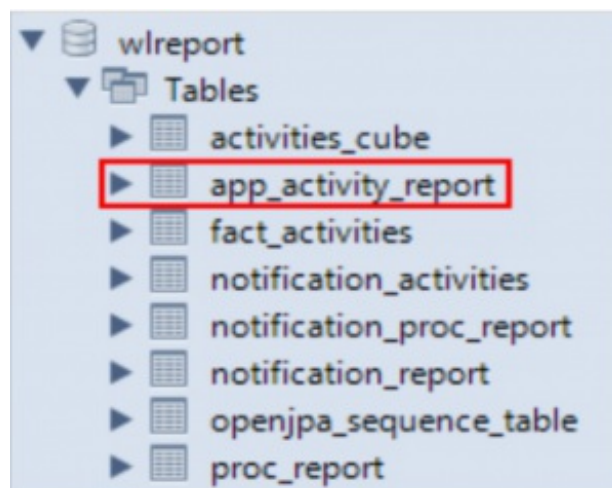 wlreport
Tables
activities_cube
app_activity_report
fact_activities
notification_activities
notification_proc_report
notification_report
openjpa_sequence_table
proc_report